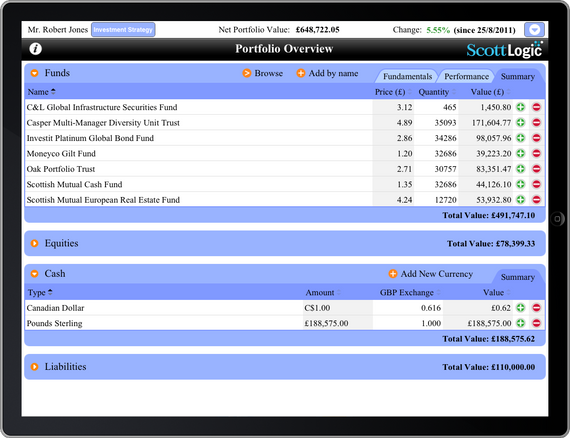 Mr. Robert Jones Investment Strategy Net Portfolio Value: £648,722.05 Change: 5.55% (since 25/8/2011)
i Portfolio Overview ScottLogic
Funds Browse Add by name Fundamentals Performance Summary
Name Price (£) Quantity Value (£)
C&L Global Infrastructure Securities Fund 3.12 465 1,450.80
Casper Multi-Manager Diversity Unit Trust 4.89 35093 171,604.77
Investit Platinum Global Bond Fund 2.86 34286 98,057.96
Moneyco Gilt Fund 1.20 32686 39,223.20
Oak Portfolio Trust 2.71 30757 83,351.47
Scottish Mutual Cash Fund 1.35 32686 44,126.10
Scottish Mutual European Real Estate Fund 4.24 12720 53,932.80
Total Value: £491,747.10
Equities Total Value: £78,399.33
Cash Add New Currency Summary
Type Amount GBP Exchange Value
Canadian Dollar C$1.00 0.616 £0.62
Pounds Sterling £188,575.00 1.000 £188,575.00
Total Value: £188,575.62
Liabilities Total Value: £110,000.00